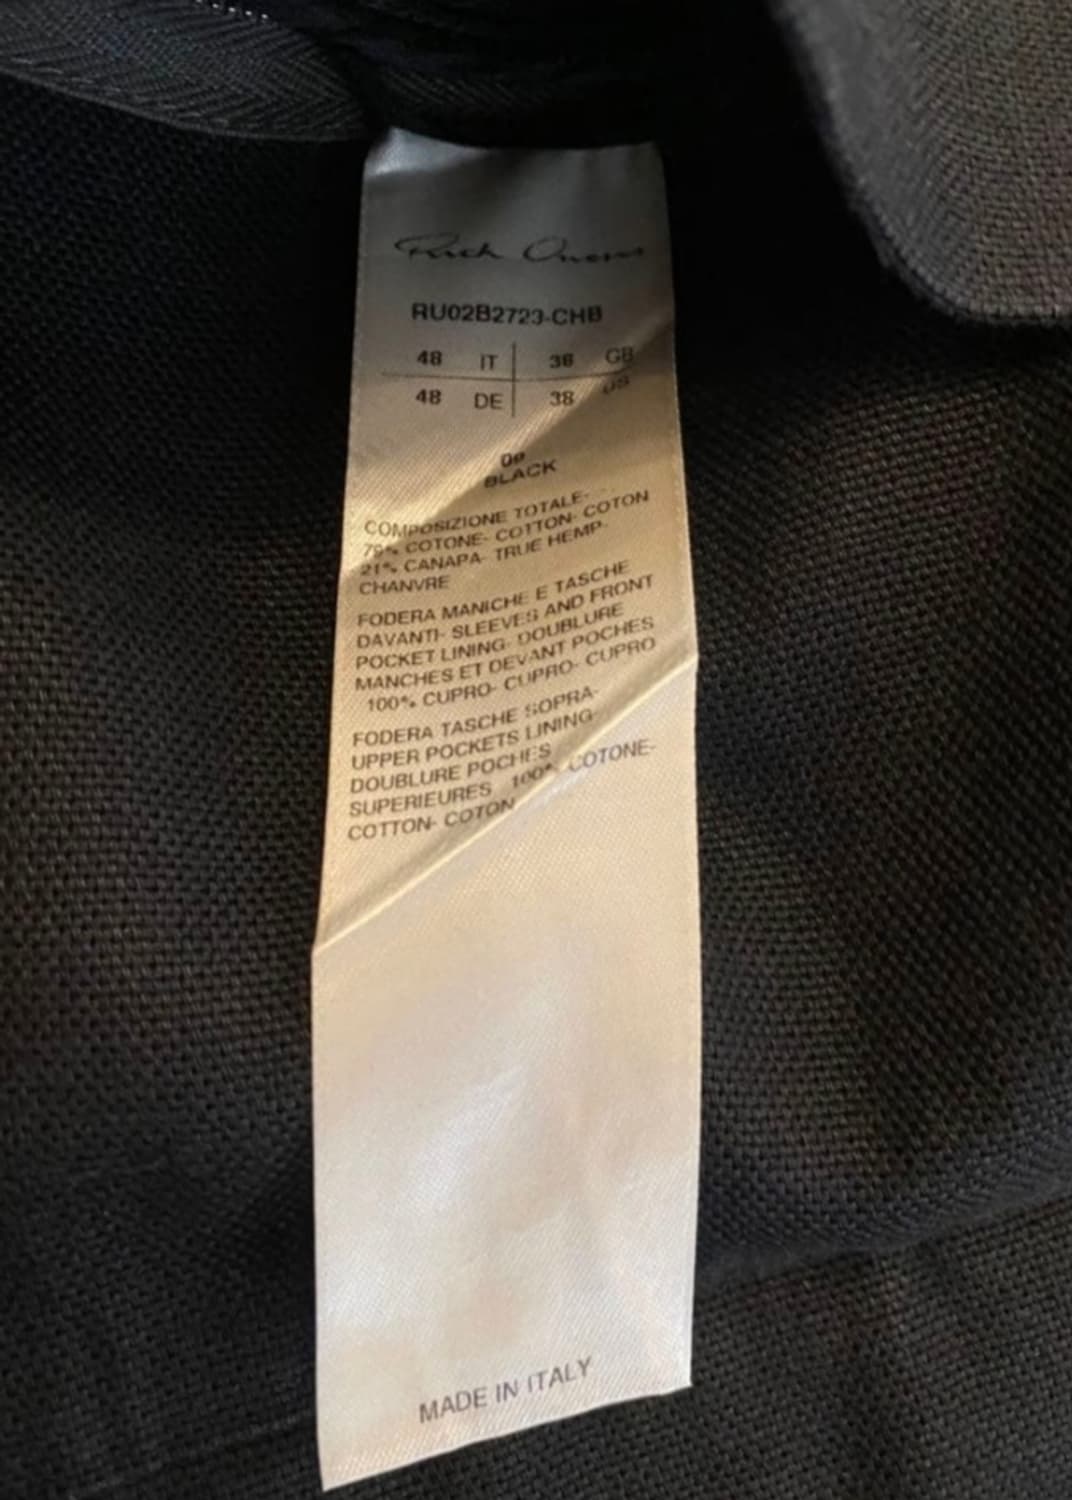 Rick Owens
RU02B2723-CHB
48 IT 38 GB
48 DE 38 US
BLACK
COMPOSIZIONE TOTALE-
79% COTONE- COTTON- COTON
21% CANAPA- TRUE HEMP-
CHANVRE
FODERA MANICHE E TASCHE
DAVANTI- SLEEVES AND FRONT
POCKET LINING- DOUBLURE
MANCHES ET DEVANT POCHES
100% CUPRO- CUPRO- CUPRO
FODERA TASCHE SOPRA-
UPPER POCKETS LINING-
DOUBLURE POCHES
SUPERIEURES 100% COTONE-
COTTON- COTON
MADE IN ITALY